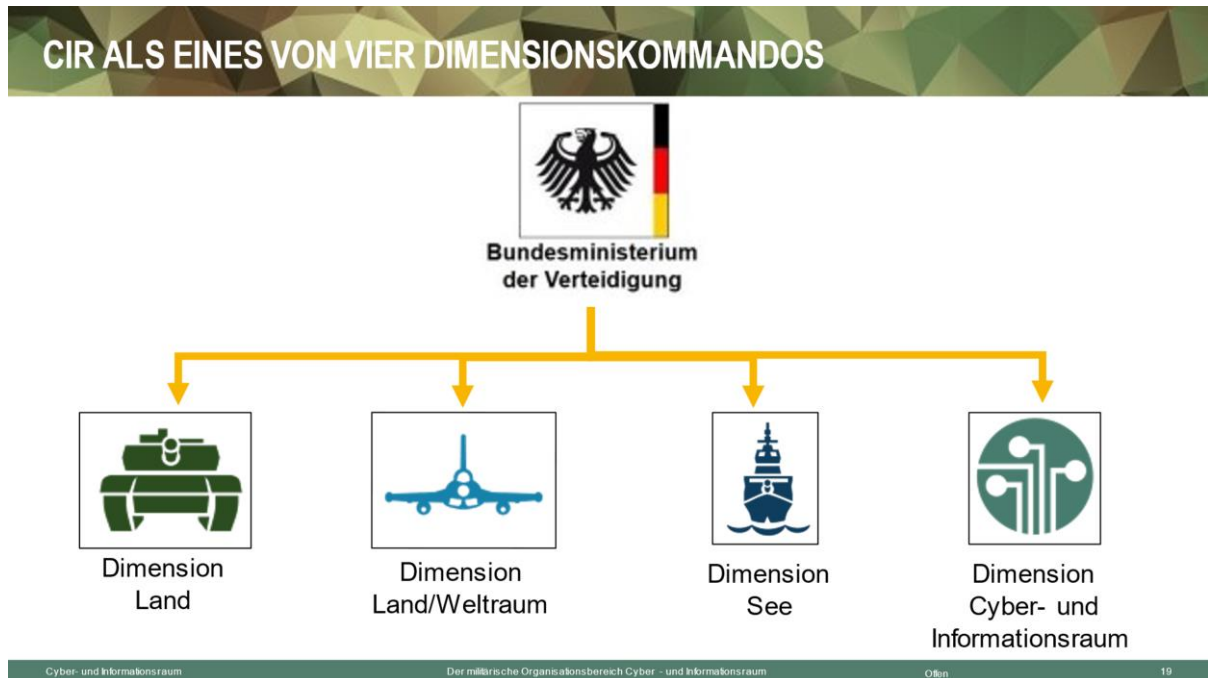 CIR ALS EINES VON VIER DIMENSIONSKOMMANDOS
Bundesministerium
der Verteidigung
Dimension
Land
Dimension
Land/Weltraum
Dimension
See
Dimension
Cyber- und
Informationsraum
Cyber- und Informationsraum
Der militärische Organisationsbereich Cyber - und Informationsraum
Offen
19